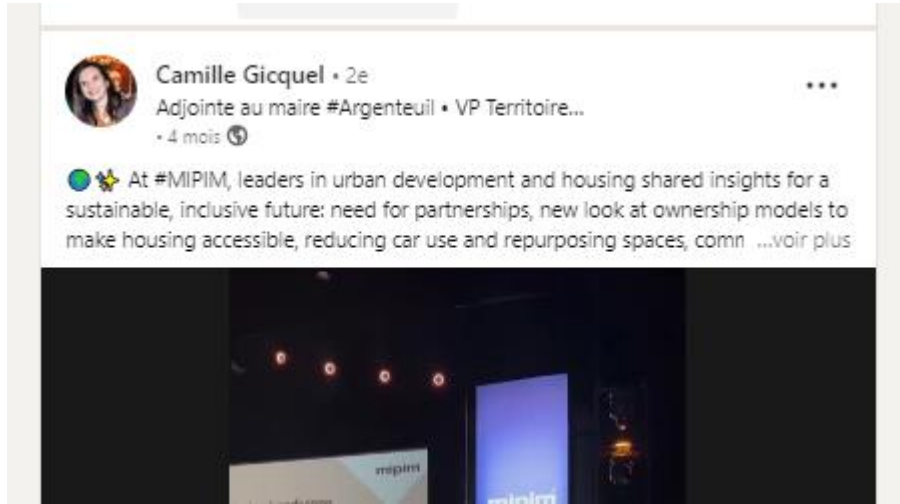 Camille Gicquel • 2e
Adjointe au maire #Argenteuil • VP Territoire...
• 4 mois
At #MIPIM, leaders in urban development and housing shared insights for a
sustainable, inclusive future: need for partnerships, new look at ownership models to
make housing accessible, reducing car use and repurposing spaces, comm ...voir plus
mipim
mipim